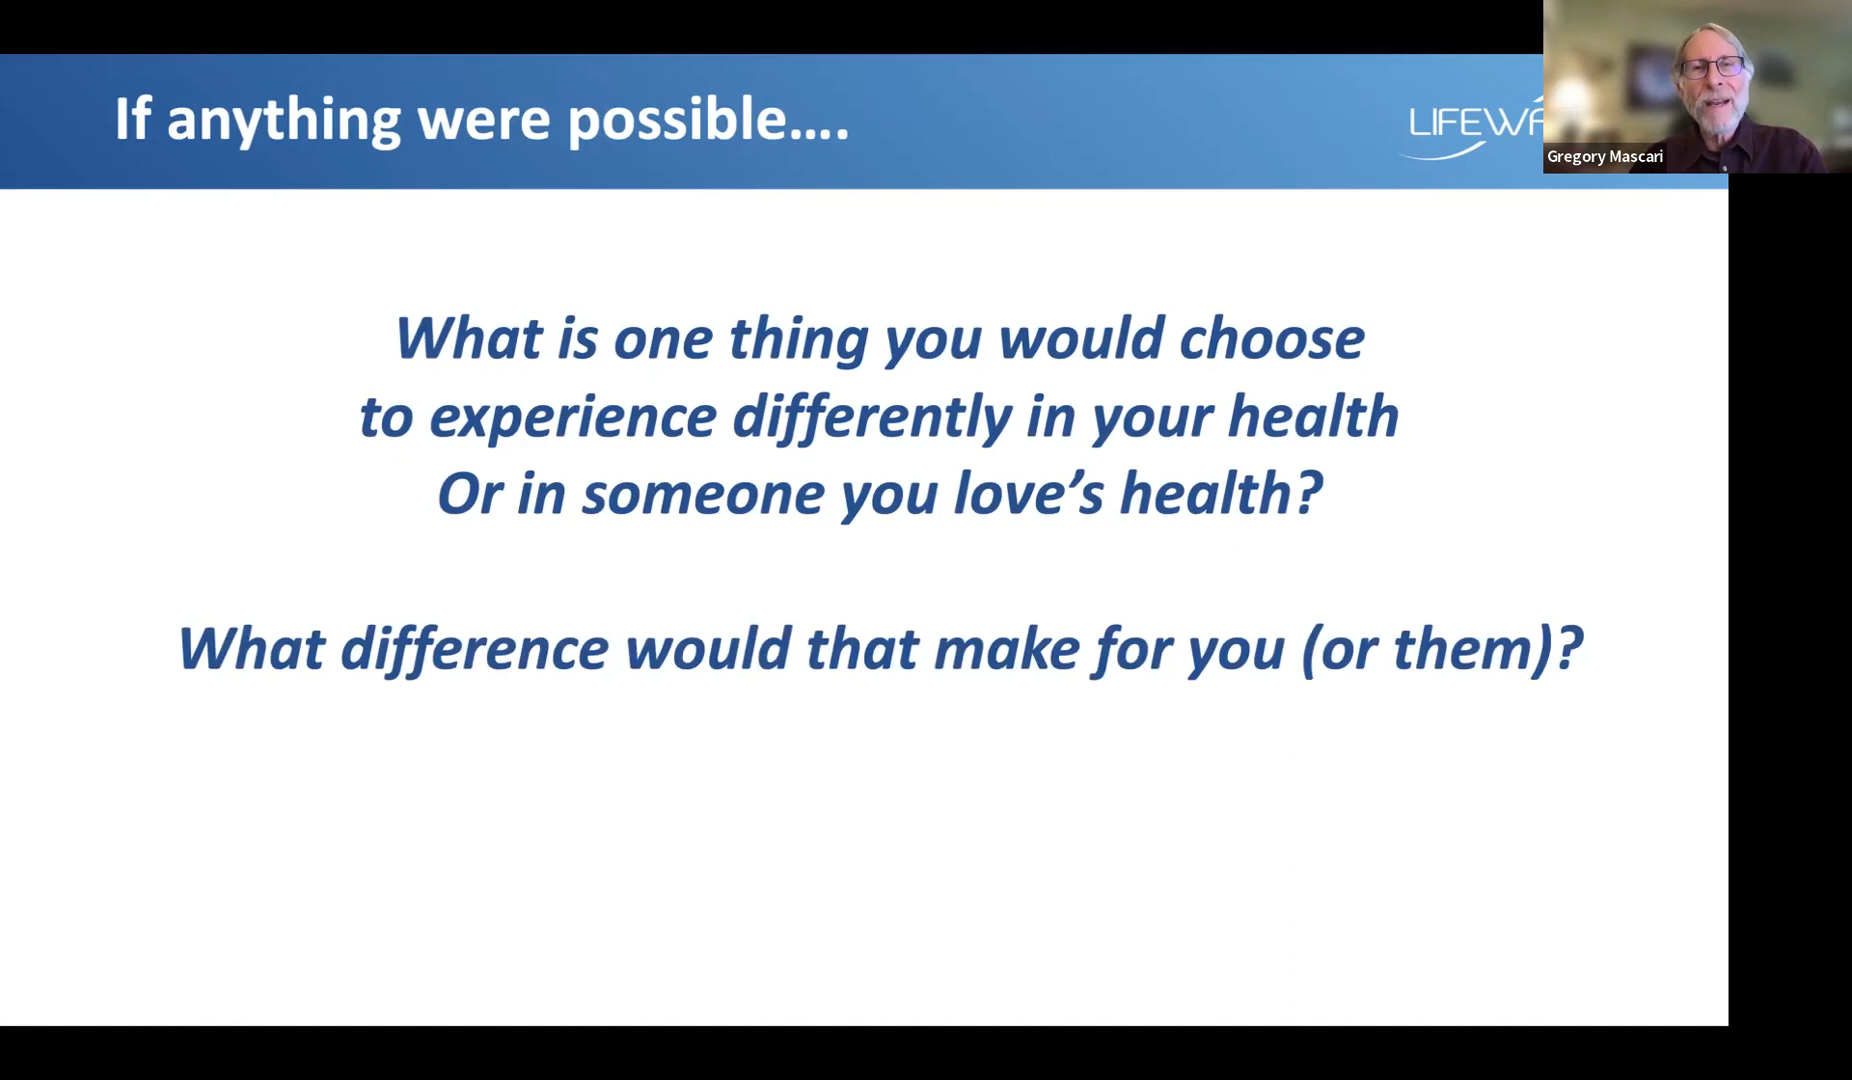 If anything were possible....
LIFEWA
Gregory Mascari
What is one thing you would choose
to experience differently in your health
Or in someone you love’s health?
What difference would that make for you (or them)?